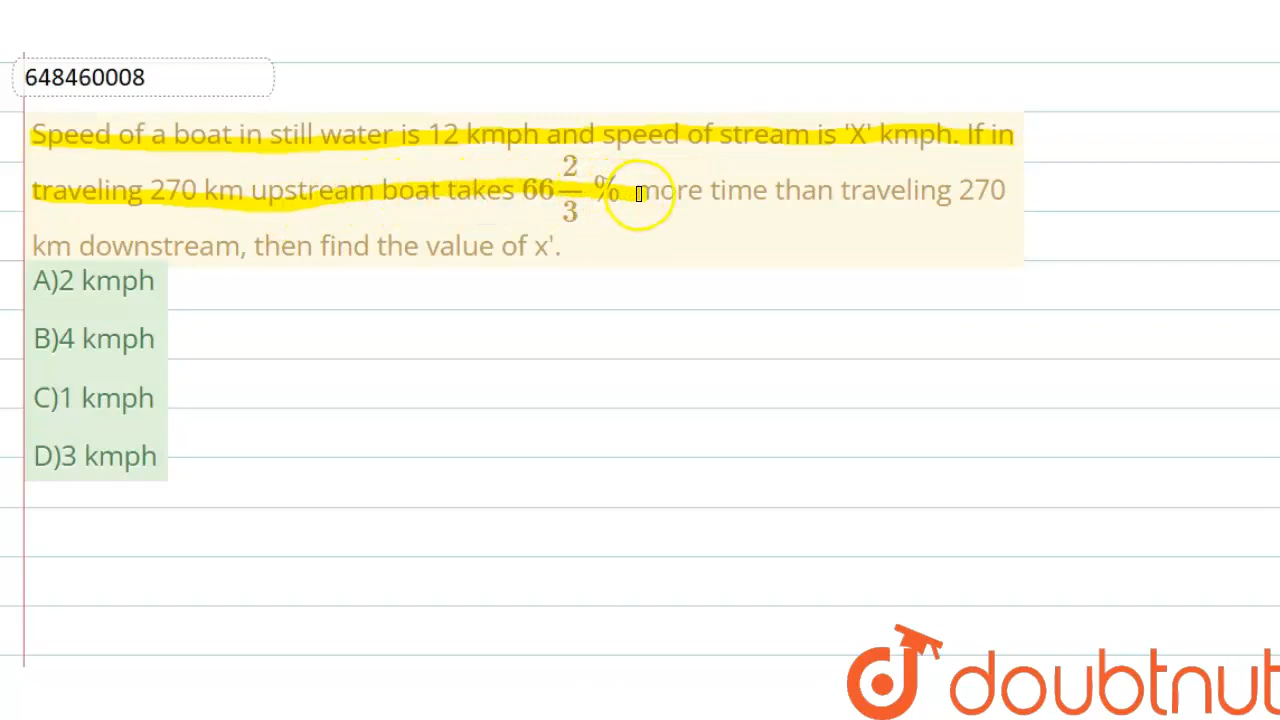 648460008
Speed of a boat in still water is 12 kmph and speed of stream is 'X' kmph. If in
traveling 270 km upstream boat takes 66 2/3 % more time than traveling 270
km downstream, then find the value of x'.
A)2 kmph
B)4 kmph
C)1 kmph
D)3 kmph
doubtnut